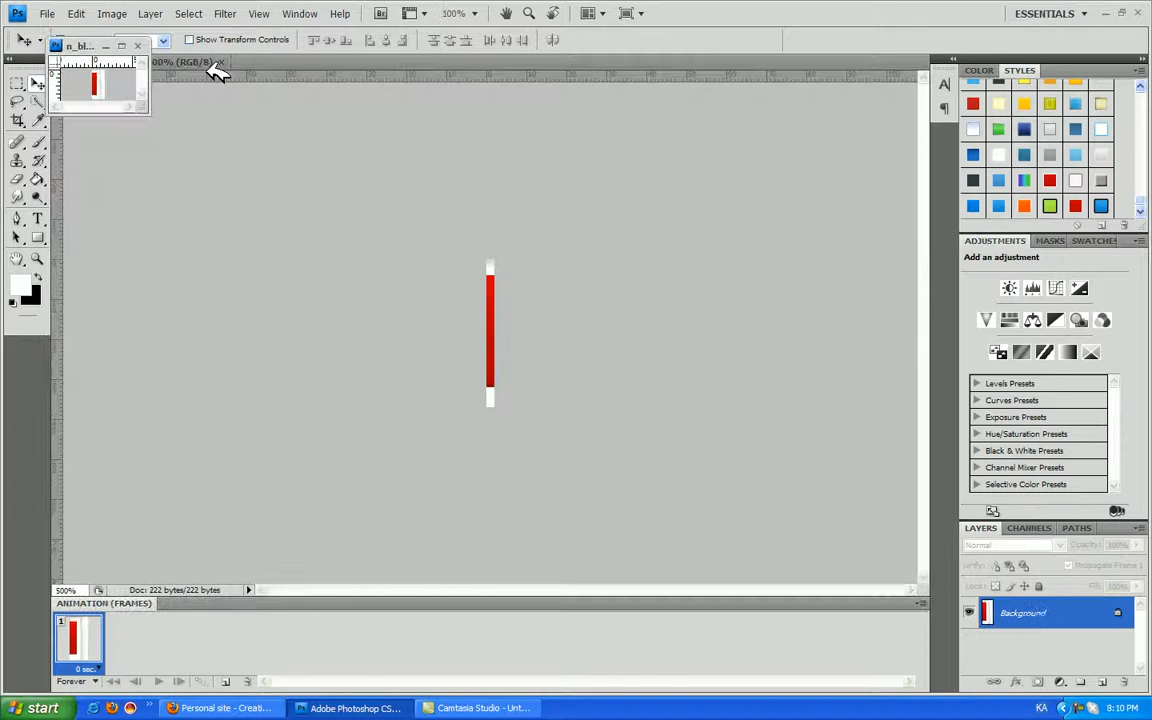 Ps File Edit Image Layer Select Filter View Window Help Br 100% ESSENTIALS
Show Transform Controls
n_bl...
00% (RGB/8)
COLOR STYLES
ADJUSTMENTS MASKS SWATCHES
Add an adjustment
Levels Presets
Curves Presets
Exposure Presets
Hue/Saturation Presets
Black & White Presets
Channel Mixer Presets
Selective Color Presets
LAYERS CHANNELS PATHS
Normal Opacity: 100%
Unify: Propagate Frame 1
Lock: Fill: 100%
Background
500% Doc: 222 bytes/222 bytes
ANIMATION (FRAMES)
1
0 sec.
Forever
start Personal site - Creati... Adobe Photoshop CS... Camtasia Studio - Unt... KA 8:10 PM